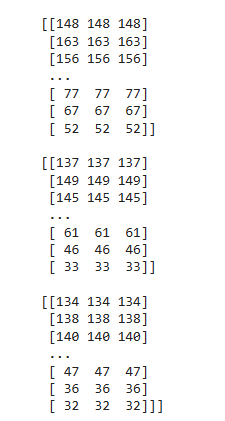 [[148 148 148]
[163 163 163]
[156 156 156]
...
[ 77  77  77]
[ 67  67  67]
[ 52  52  52]]
[[137 137 137]
[149 149 149]
[145 145 145]
...
[ 61  61  61]
[ 46  46  46]
[ 33  33  33]]
[[134 134 134]
[138 138 138]
[140 140 140]
...
[ 47  47  47]
[ 36  36  36]
[ 32  32  32]]]